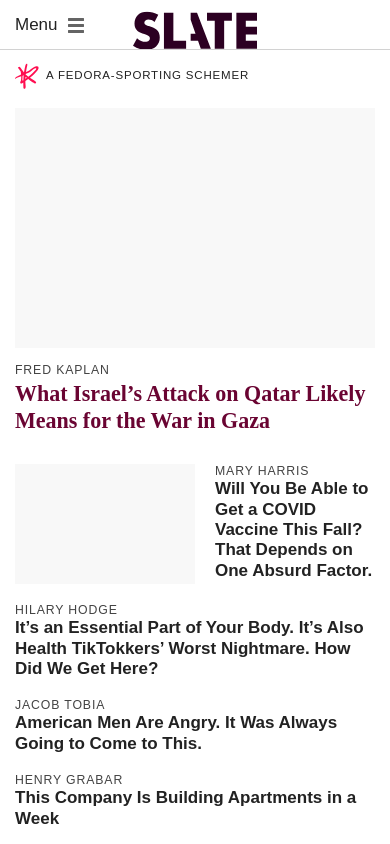 Menu
SLATE
A FEDORA-SPORTING SCHEMER
FRED KAPLAN
What Israel’s Attack on Qatar Likely
Means for the War in Gaza
MARY HARRIS
Will You Be Able to
Get a COVID
Vaccine This Fall?
That Depends on
One Absurd Factor.
HILARY HODGE
It’s an Essential Part of Your Body. It’s Also
Health TikTokkers’ Worst Nightmare. How
Did We Get Here?
JACOB TOBIA
American Men Are Angry. It Was Always
Going to Come to This.
HENRY GRABAR
This Company Is Building Apartments in a
Week